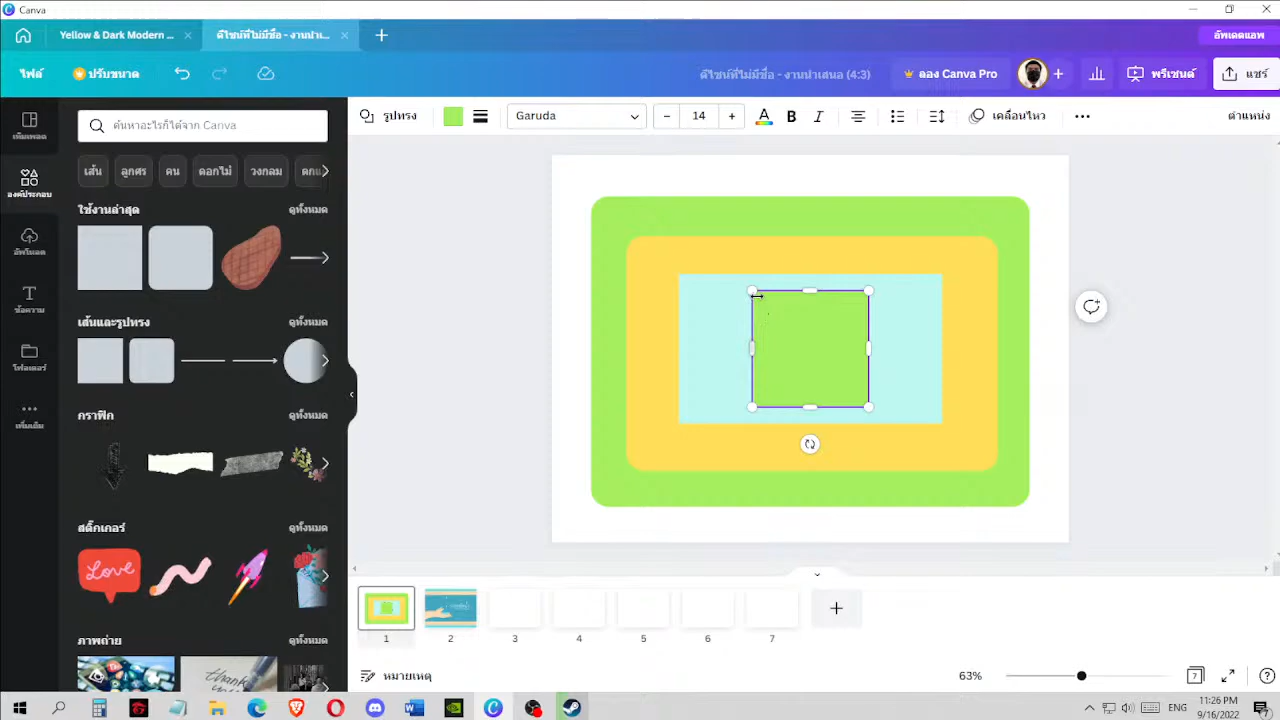 Canva
Yellow & Dark Modern ...
ดีไซน์ที่ไม่มีชื่อ - งานนำเ...
อัพเดตแอพ
ไฟล์
ปรับขนาด
ดีไซน์ที่ไม่มีชื่อ - งานนำเสนอ (4:3)
ลอง Canva Pro
พรีเซนต์
แชร์
เท็มเพลต
ค้นหาอะไรก็ได้จาก Canva
รูปทรง
Garuda
14
B
I
เคลื่อนไหว
ตำแหน่ง
องค์ประกอบ
เส้น
ลูกศร
คน
ดอกไม้
วงกลม
ใช้งานล่าสุด
ดูทั้งหมด
อัพโหลด
ข้อความ
เส้นและรูปทรง
ดูทั้งหมด
โฟลเดอร์
เพิ่มเติม
กราฟิก
ดูทั้งหมด
สติ๊กเกอร์
ดูทั้งหมด
Love
ภาพถ่าย
ดูทั้งหมด
thank
1
2
3
4
5
6
7
หมายเหตุ
63%
7
ENG
11:26 PM
9/16/2022